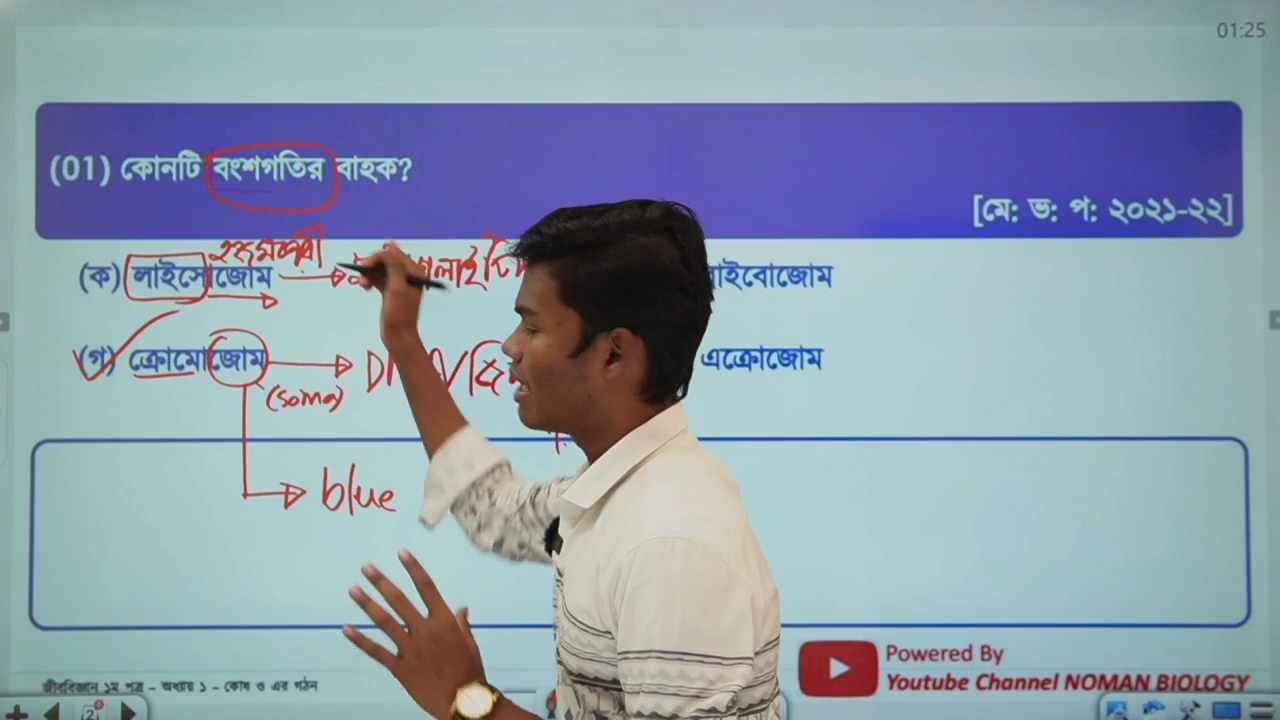 01:25
(01) কোনটি বংশগতির বাহক?
[মে: ভ: প: ২০২১-২২]
(ক) লাইসোজোম
(গ) ক্রোমোজোম
এক্রোজোম
(soma)
blue
Powered By
Youtube Channel NOMAN BIOLOGY
জীববিজ্ঞান ১ম পত্র - অধ্যায় ১ - কোষ ও এর গঠন